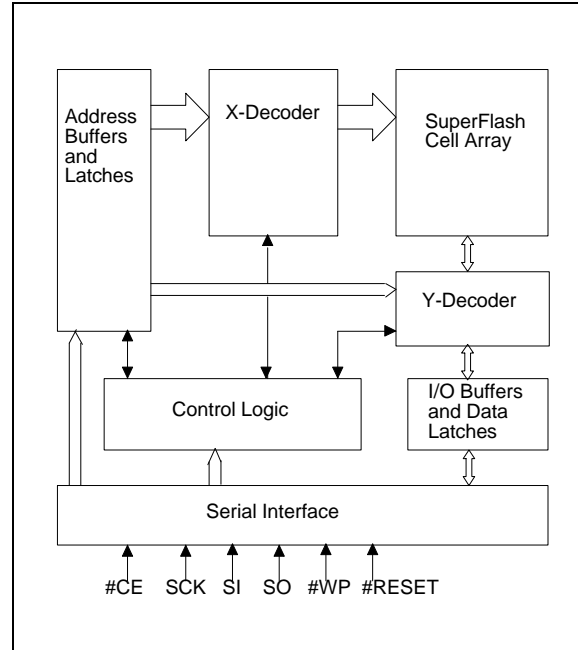 Address
Buffers
and
Latches
X-Decoder
SuperFlash
Cell Array
Y-Decoder
Control Logic
I/O Buffers
and Data
Latches
Serial Interface
#CE SCK SI SO #WP #RESET